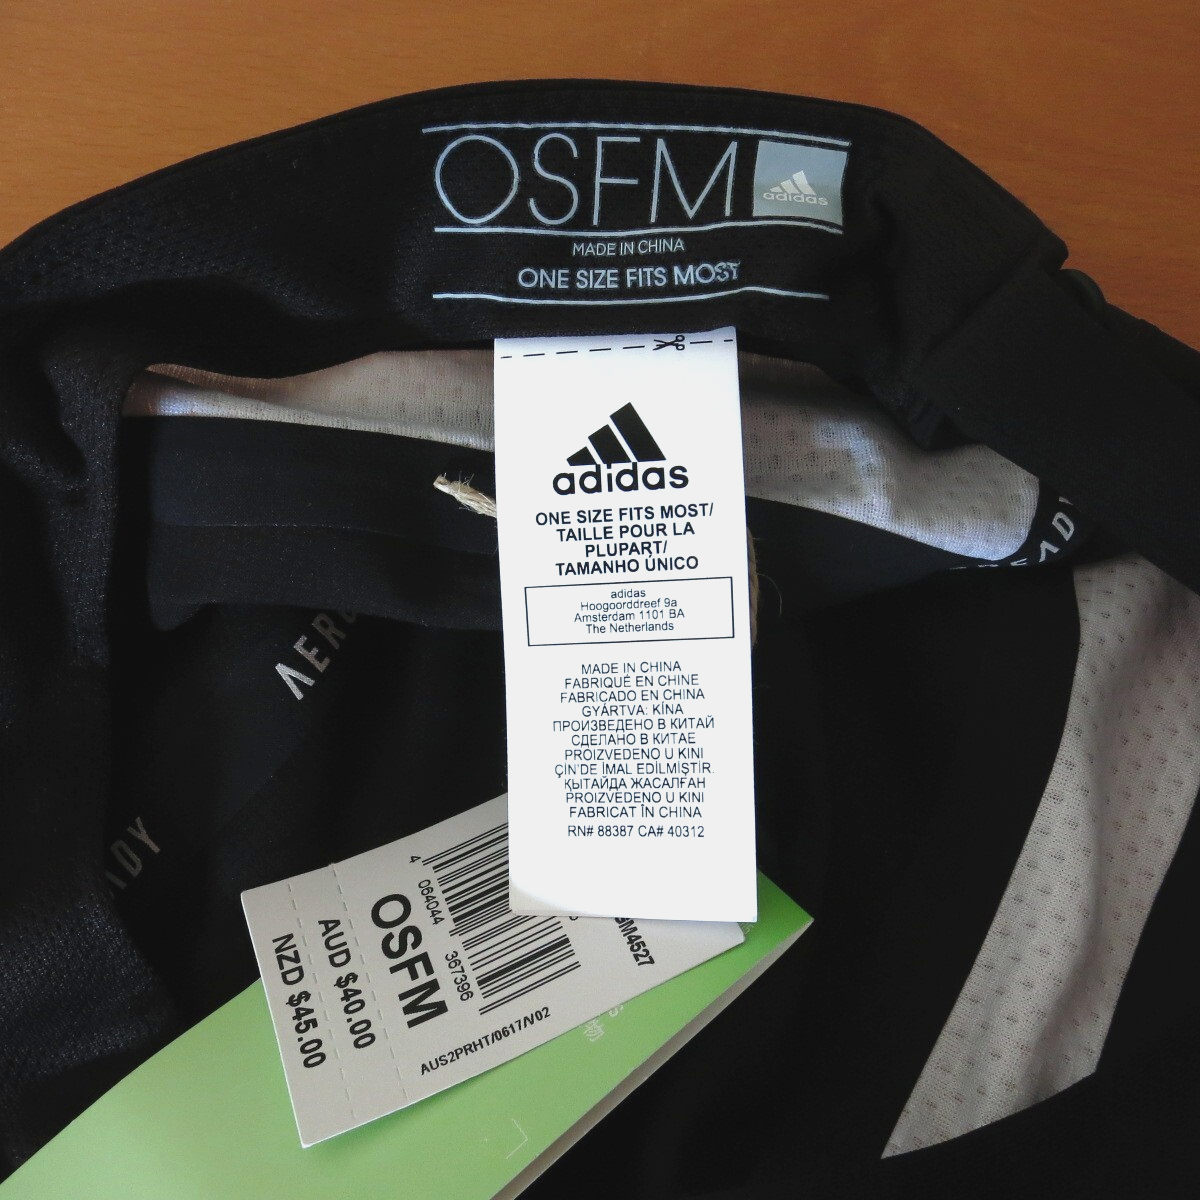 OSFM
adidas
MADE IN CHINA
ONE SIZE FITS MOST
adidas
ONE SIZE FITS MOST/
TAILLE POUR LA
PLUPART/
TAMANHO ÚNICO
adidas
Hoogoorddreef 9a
Amsterdam 1101 BA
The Netherlands
MADE IN CHINA
FABRIQUÉ EN CHINE
FABRICADO EN CHINA
GYÁRTVA: KÍNA
ПРОИЗВЕДЕНО В КИТАЙ
СДЕЛАНО В КИТАЕ
PROIZVEDENO U KINI
ÇİN'DE İMAL EDİLMİŞTİR.
ҚЫТАЙДА ЖАСАЛҒАН
PROIZVEDENO U KINI
FABRICAT ÎN CHINA
RN# 88387 CA# 40312
GM4527
4 064044 367396
OSFM
AUD $40.00
NZD $45.00
AUS2PRHT/0617/V02